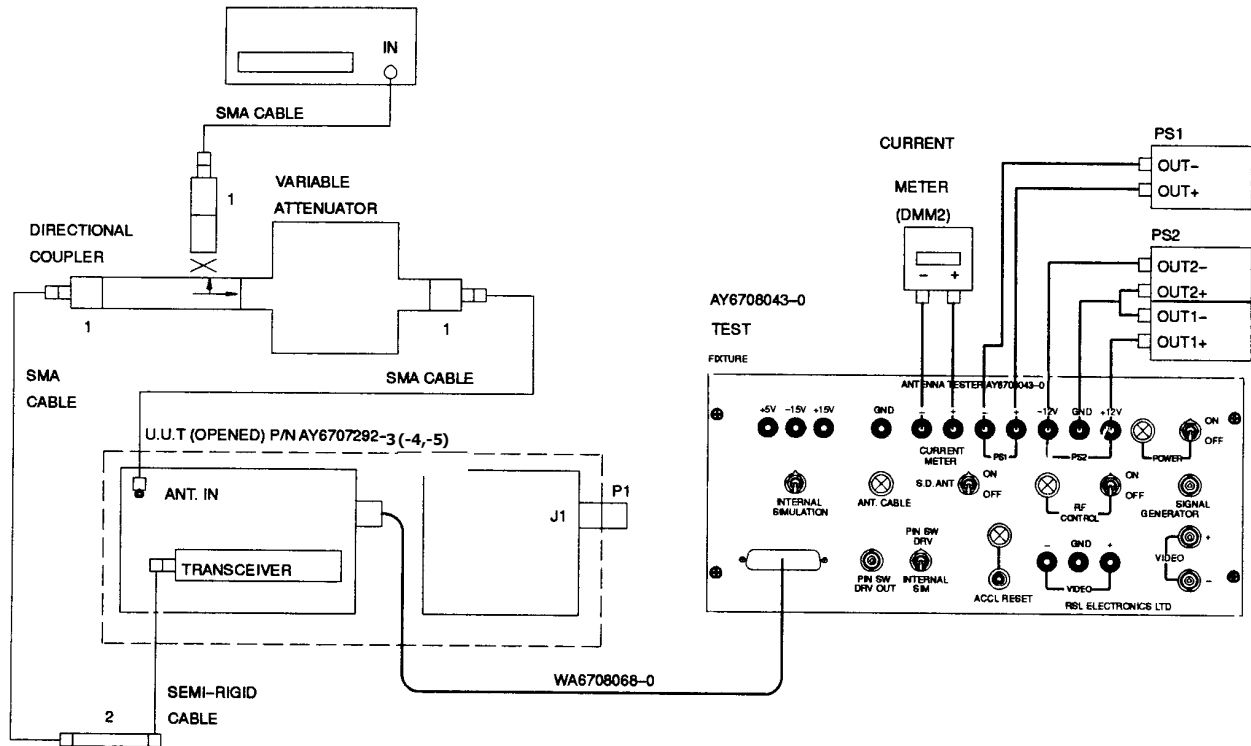 IN
SMA CABLE
1
VARIABLE
ATTENUATOR
DIRECTIONAL
COUPLER
1
1
SMA
CABLE
SMA CABLE
U.U.T (OPENED) P/N AY6707292-3 (-4,-5)
ANT. IN
TRANSCEIVER
J1
P1
WA6708068-0
SEMI-RIGID
CABLE
2
CURRENT
METER
(DMM2)
- +
PS1
OUT-
OUT+
PS2
OUT2-
OUT2+
OUT1-
OUT1+
AY6708043-0
TEST
FIXTURE
ANTENNA TESTER AY6708043-0
+5V -15V +15V GND - + - + -12V GND +12V
ON
OFF
CURRENT
METER
PS1
PS2
POWER
INTERNAL
SIMULATION
ANT. CABLE
S.D. ANT
ON
OFF
RF
CONTROL
ON
OFF
SIGNAL
GENERATOR
PIN SW
DRV OUT
PIN SW
DRV
INTERNAL
SIM
ACCL RESET
- GND +
VIDEO
VIDEO
+
-
RSL ELECTRONICS LTD